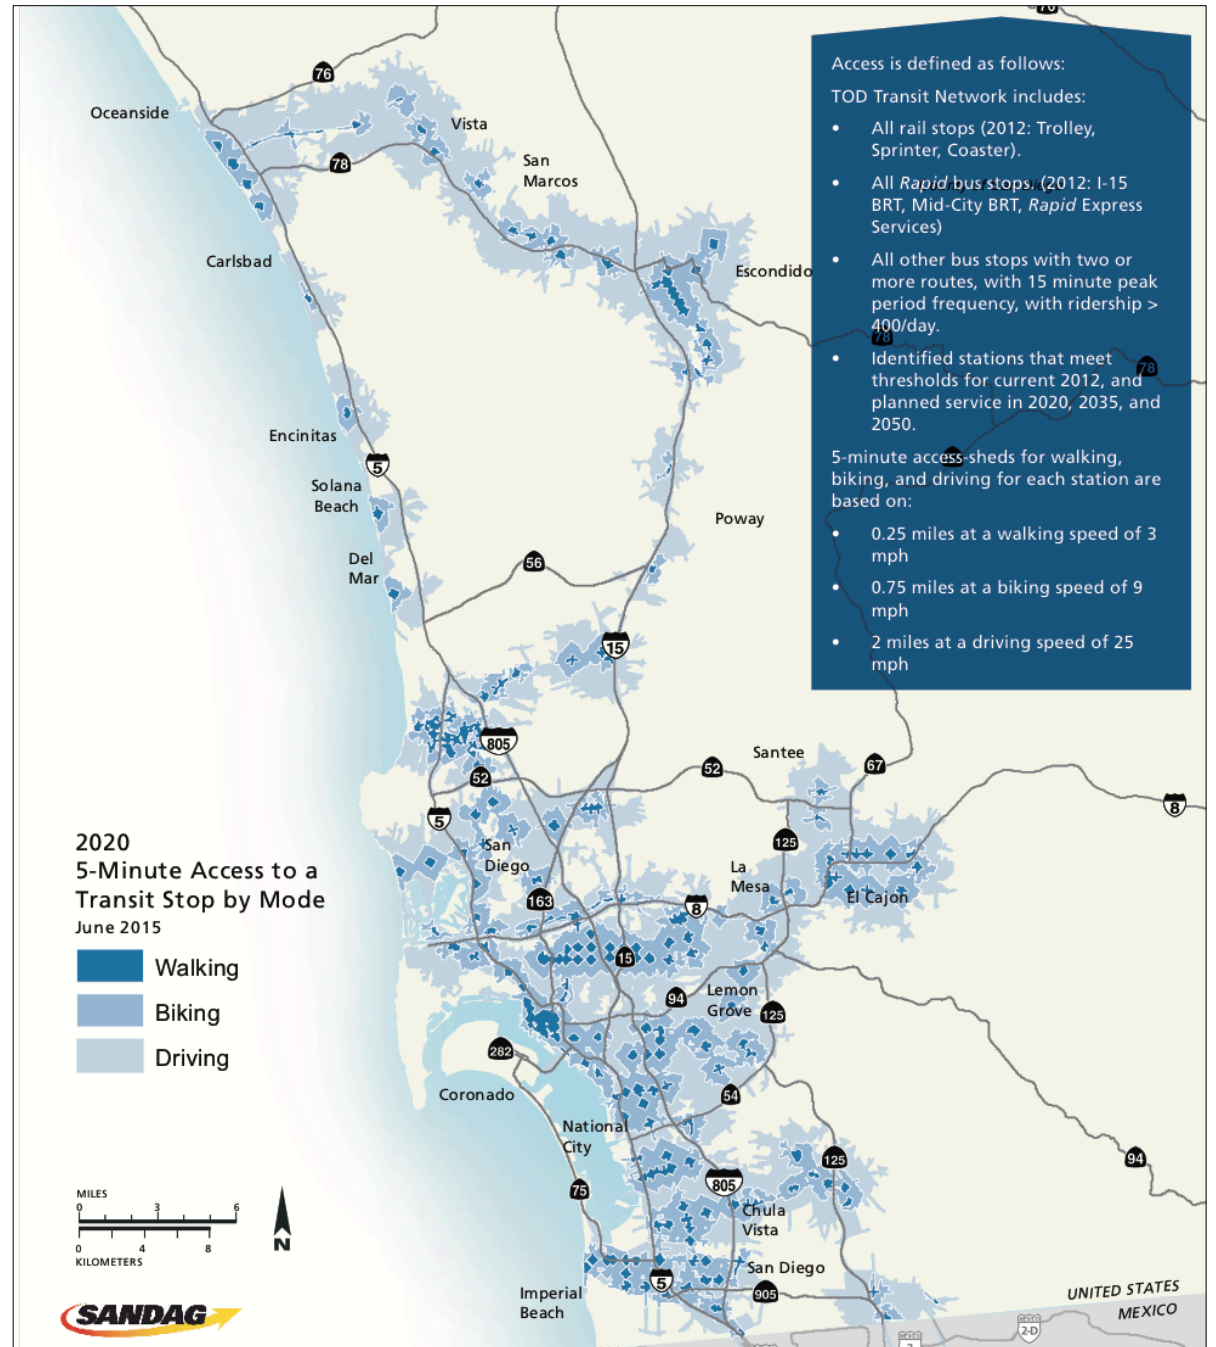 76
76
Access is defined as follows:
TOD Transit Network includes:
• All rail stops (2012: Trolley,
Sprinter, Coaster).
• All Rapid bus stops. (2012: I-15
BRT, Mid-City BRT, Rapid Express
Services)
• All other bus stops with two or
more routes, with 15 minute peak
period frequency, with ridership >
400/day.
• Identified stations that meet
thresholds for current 2012, and
planned service in 2020, 2035, and
2050.
5-minute access-sheds for walking,
biking, and driving for each station are
based on:
• 0.25 miles at a walking speed of 3
mph
• 0.75 miles at a biking speed of 9
mph
• 2 miles at a driving speed of 25
mph
78
78
Oceanside
Vista
78
San
Marcos
Carlsbad
Escondido
Encinitas
5
Solana
Beach
Poway
Del
Mar
56
15
805
Santee
52
67
52
5
8
2020
5-Minute Access to a
Transit Stop by Mode
June 2015
Walking
Biking
Driving
San
Diego
125
La
Mesa
El Cajon
163
8
15
94
Lemon
Grove
125
282
Coronado
54
National
City
125
94
805
75
Chula
Vista
MILES
0 3 6
0 4 8
KILOMETERS
N
San Diego
5
905
Imperial
Beach
UNITED STATES
MEXICO
2-D
SANDAG